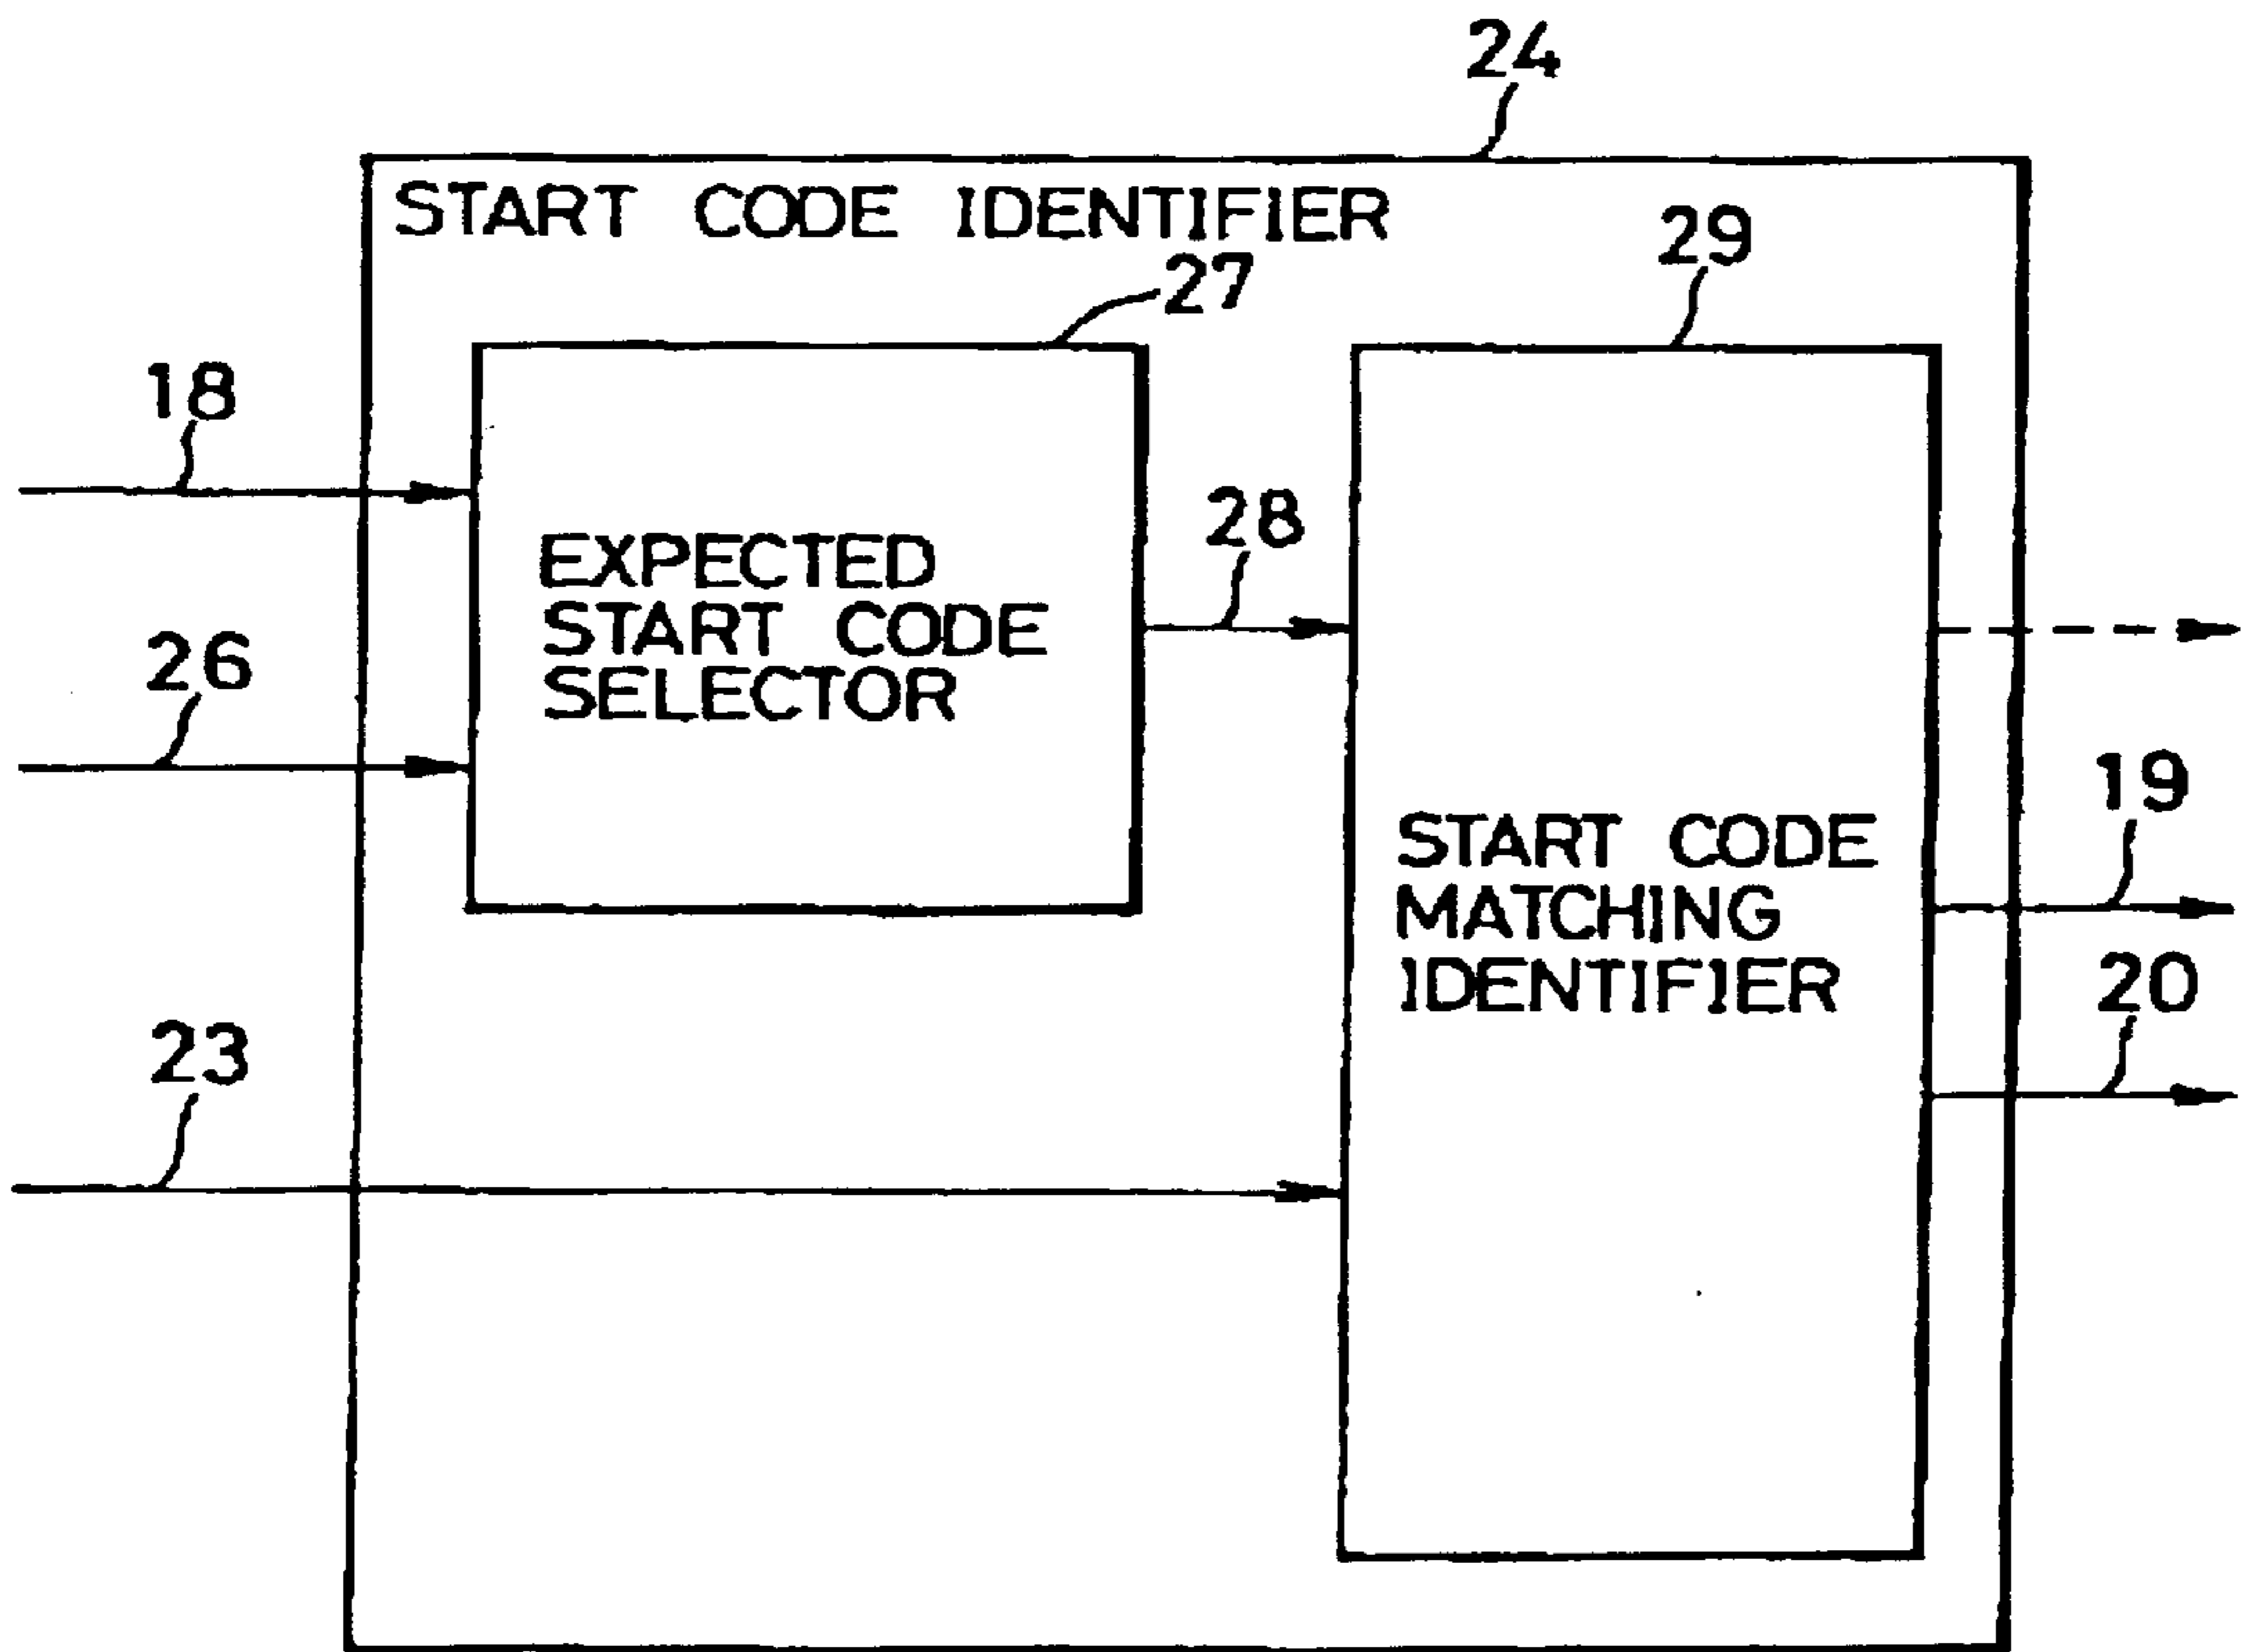 24
START CODE IDENTIFIER
27
29
18
28
EXPECTED
START CODE
SELECTOR
26
19
START CODE
MATCHING
IDENTIFIER
20
23